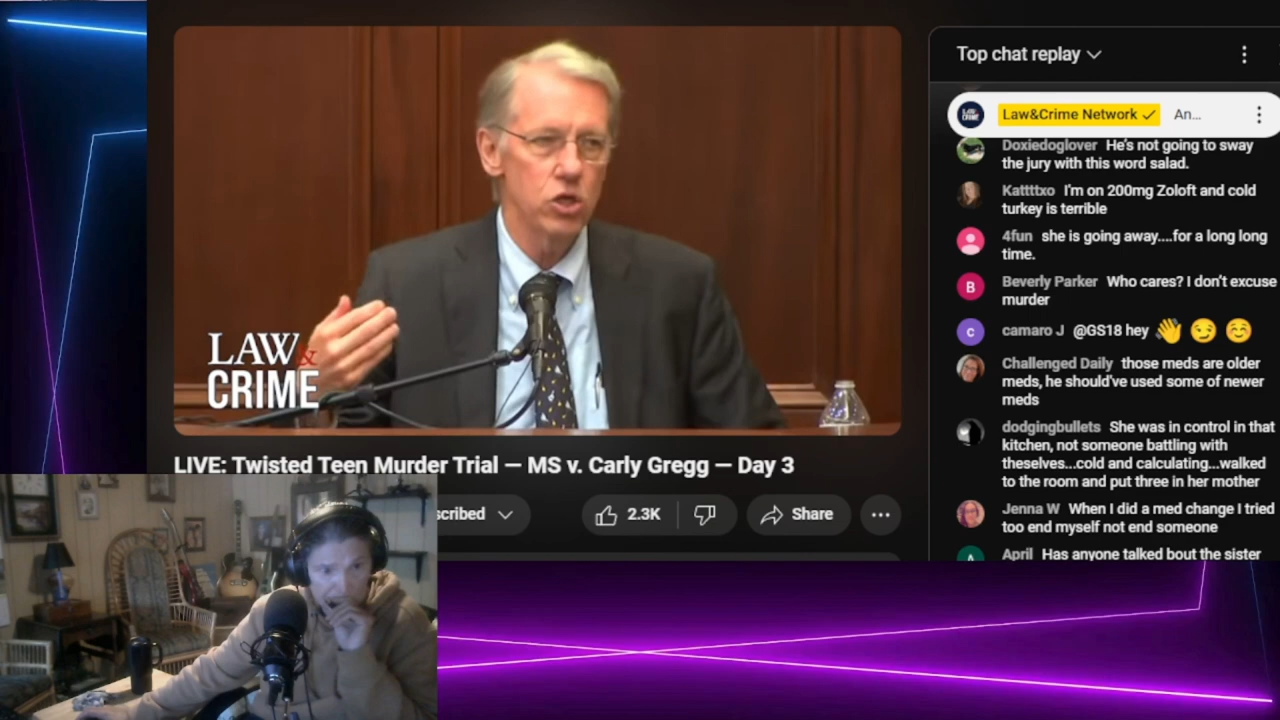 Top chat replay
Law&Crime Network An...
Doxiedoglover He's not going to sway
the jury with this word salad.
Kattttxo I'm on 200mg Zoloft and cold
turkey is terrible
4fun she is going away....for a long long
time.
B
Beverly Parker Who cares? I don't excuse
murder
c
camaro J @GS18 hey 👋 😏 ☺️
Challenged Daily those meds are older
meds, he should've used some of newer
meds
dodgingbullets She was in control in that
kitchen, not someone battling with
theselves...cold and calculating...walked
to the room and put three in her mother
Jenna W When I did a med change I tried
too end myself not end someone
A
April Has anyone talked bout the sister
LAW&
CRIME
LIVE: Twisted Teen Murder Trial — MS v. Carly Gregg — Day 3
scribed
2.3K
Share